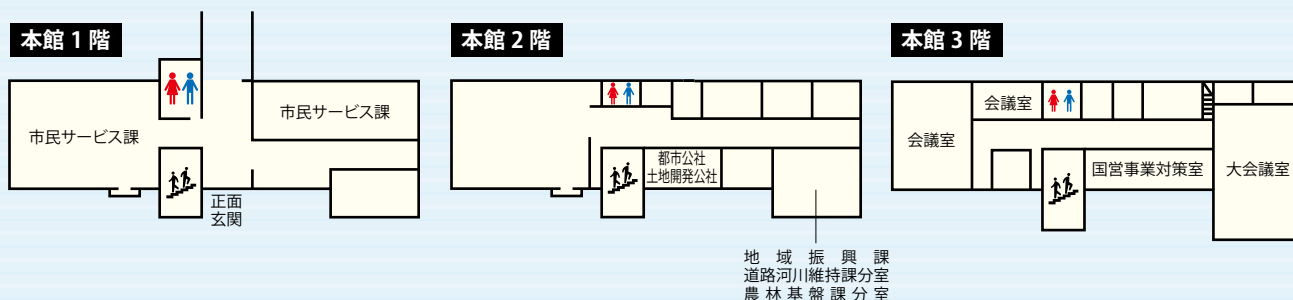 本館 1 階
市民サービス課
市民サービス課
正面
玄関
本館 2 階
都市公社
土地開発公社
地域振興課
道路河川維持課分室
農林基盤課分室
本館 3 階
会議室
会議室
国営事業対策室
大会議室